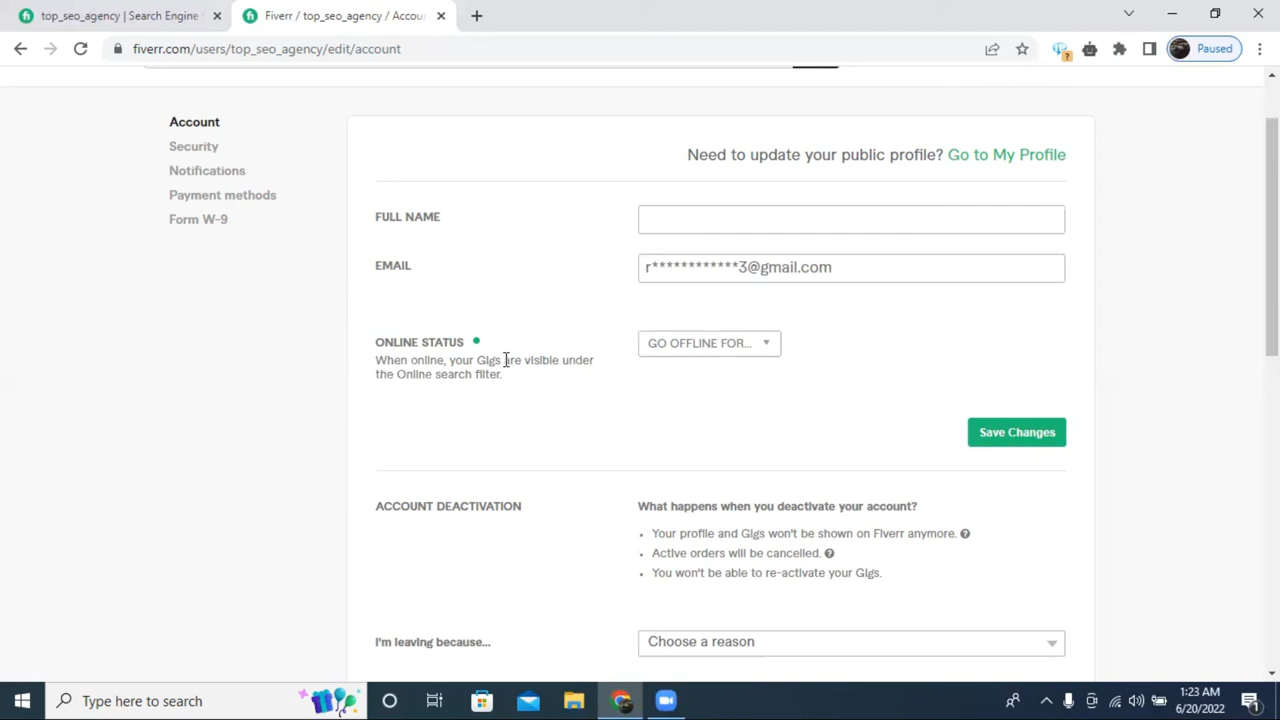 top_seo_agency | Search Engine
Fiverr / top_seo_agency / Accou
fiverr.com/users/top_seo_agency/edit/account
Paused
Account
Security
Notifications
Payment methods
Form W-9
Need to update your public profile? Go to My Profile
FULL NAME
EMAIL
r************3@gmail.com
ONLINE STATUS
When online, your Gigs are visible under
the Online search filter.
GO OFFLINE FOR...
Save Changes
ACCOUNT DEACTIVATION
What happens when you deactivate your account?
Your profile and Gigs won't be shown on Fiverr anymore.
Active orders will be cancelled.
You won't be able to re-activate your Gigs.
I'm leaving because...
Choose a reason
Type here to search
1:23 AM
6/20/2022
1